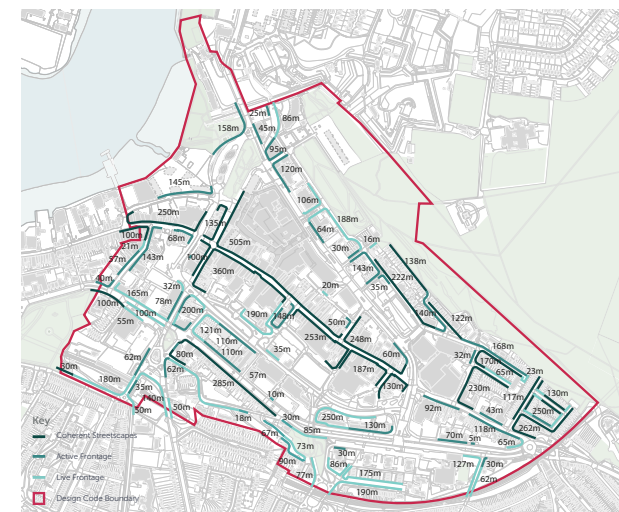 25m
86m
158m
45m
95m
120m
145m
106m
250m
188m
135m
64m
100m
68m
505m
16m
21m
30m
57m
143m
900m
138m
360m
143m
222m
20m
35m
32m
165m
78m
100m
200m
190m
148m
140m
122m
100m
55m
50m
121m
110m
110m
253m
248m
35m
168m
62m
80m
60m
32m
170m
62m
187m
65m
23m
180m
57m
35m
285m
130m
230m
117m
130m
140m
10m
50m
50m
92m
43m
250m
18m
30m
250m
130m
118m
262m
67m
85m
70m
5m
65m
73m
30m
90m
86m
127m
30m
77m
175m
62m
190m
Key
Coherent Streetscapes
Active Frontage
Live Frontage
Design Code Boundary